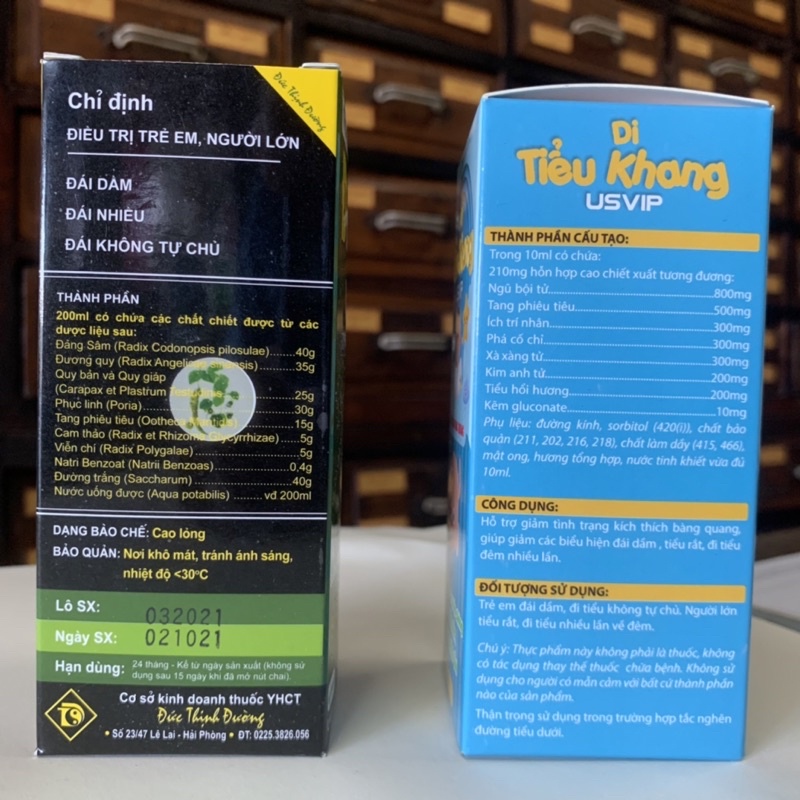 Đức Thịnh Đường
Chỉ định
ĐIỀU TRỊ TRẺ EM, NGƯỜI LỚN
ĐÁI DẦM
ĐÁI NHIỀU
ĐÁI KHÔNG TỰ CHỦ
THÀNH PHẦN
200ml có chứa các chất chiết được từ các
dược liệu sau:
Đảng Sâm (Radix Codonopsis pilosulae)......40g
Đương quy (Radix Angelicae sinensis).......35g
Quy bản và Quy giáp
(Carapax et Plastrum Testudinis)............25g
Phục linh (Poria)..............................30g
Tang phiêu tiêu (Ootheca Mantidis)..........15g
Cam thảo (Radix et Rhizoma Glycyrrhizae)....5g
Viễn chí (Radix Polygalae)...................5g
Natri Benzoat (Natrii Benzoas)..............0,4g
Đường trắng (Saccharum)....................40g
Nước uống được (Aqua potabilis)........vđ 200ml
DẠNG BÀO CHẾ: Cao lỏng
BẢO QUẢN: Nơi khô mát, tránh ánh sáng,
nhiệt độ <30°C
Lô SX: 032021
Ngày SX: 021021
Hạn dùng: 24 tháng - Kể từ ngày sản xuất (không sử
dụng sau 15 ngày khi đã mở nút chai).
Cơ sở kinh doanh thuốc YHCT
Đức Thịnh Đường
• Số 23/47 Lê Lai - Hải Phòng • ĐT: 0225.3826.056
Di
Tiểu Khang
USVIP
THÀNH PHẦN CẤU TẠO:
Trong 10ml có chứa:
210mg hỗn hợp cao chiết xuất tương đương:
Ngũ bội tử..............................800mg
Tang phiêu tiêu........................500mg
Ích trí nhân............................300mg
Phá cố chỉ..............................300mg
Xà xàng tử.............................300mg
Kim anh tử.............................200mg
Tiểu hồi hương........................200mg
Kẽm gluconate..........................10mg
Phụ liệu: đường kính, sorbitol (420(i)), chất bảo
quản (211, 202, 216, 218), chất làm dầy (415, 466),
mật ong, hương tổng hợp, nước tinh khiết vừa đủ
10ml.
CÔNG DỤNG:
Hỗ trợ giảm tình trạng kích thích bàng quang,
giúp giảm các biểu hiện đái dầm , tiểu rắt, đi tiểu
đêm nhiều lần.
ĐỐI TƯỢNG SỬ DỤNG:
Trẻ em đái dầm, đi tiểu không tự chủ. Người lớn
tiểu rắt, đi tiểu nhiều lần về đêm.
Chú ý: Thực phẩm này không phải là thuốc, không
có tác dụng thay thế thuốc chữa bệnh. Không sử
dụng cho người có mẫn cảm với bất cứ thành phần
nào của sản phẩm.
Thận trọng sử dụng trong trường hợp tắc nghẽn
đường tiểu dưới.